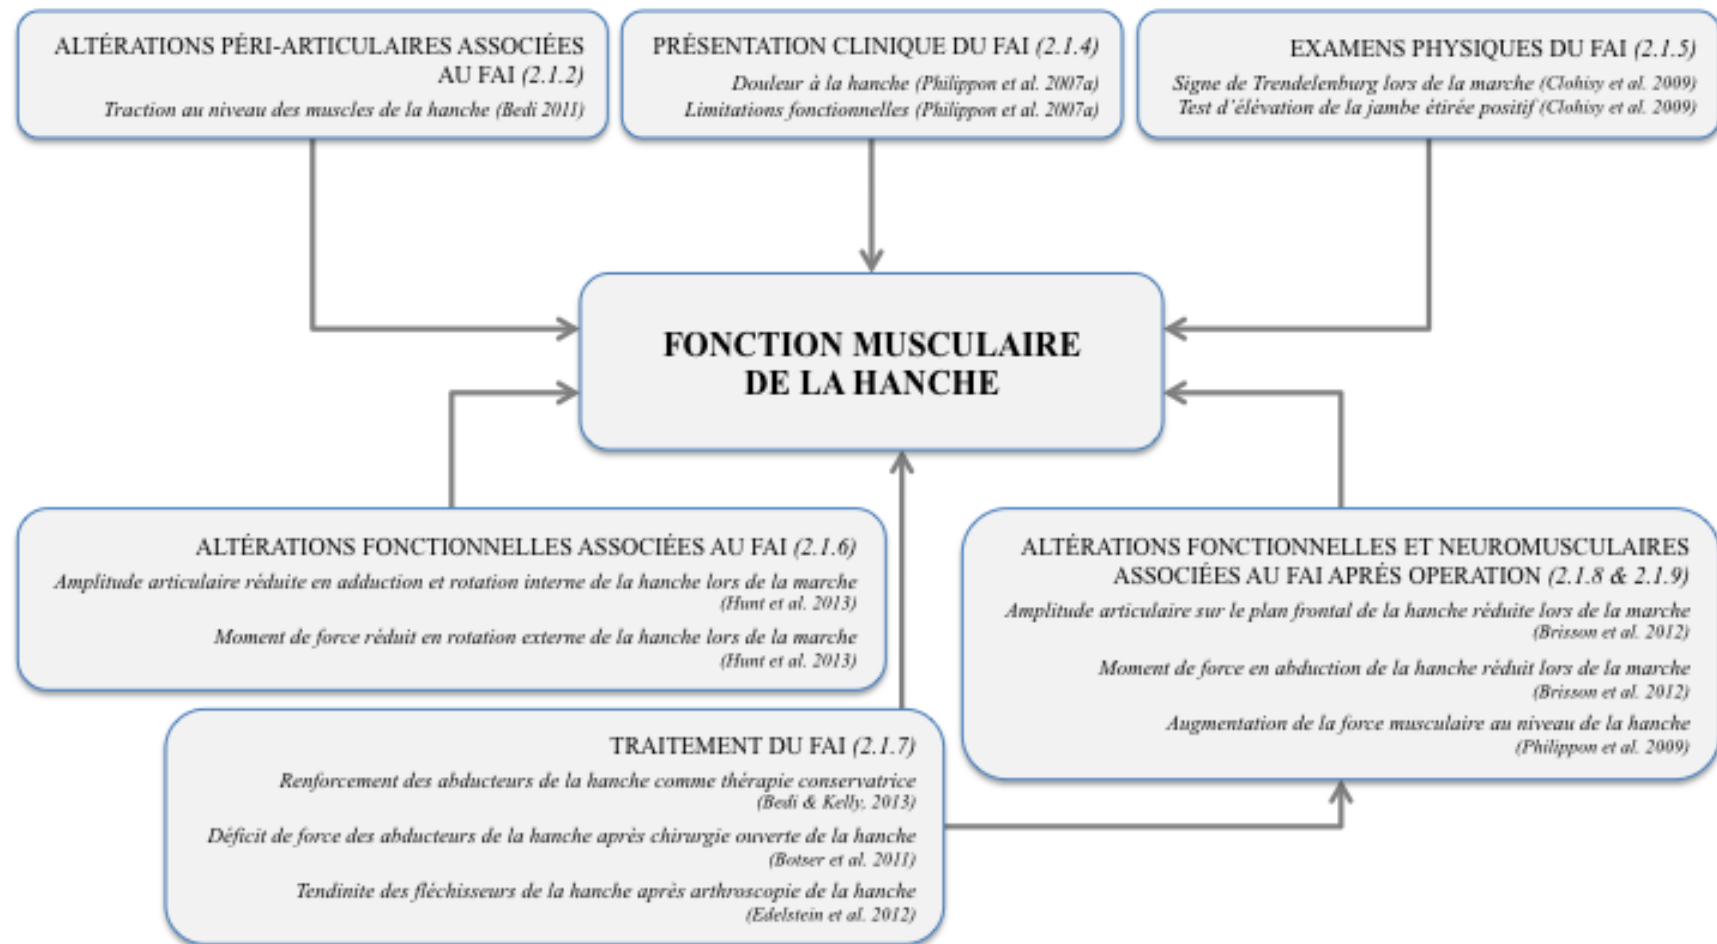 ALTÉRATIONS PÉRI-ARTICULAIRES ASSOCIÉES
AU FAI (2.1.2)
Traction au niveau des muscles de la hanche (Bedi 2011)
PRÉSENTATION CLINIQUE DU FAI (2.1.4)
Douleur à la hanche (Philippon et al. 2007a)
Limitations fonctionnelles (Philippon et al. 2007a)
EXAMENS PHYSIQUES DU FAI (2.1.5)
Signe de Trendelenburg lors de la marche (Clohisy et al. 2009)
Test d'élévation de la jambe étirée positif (Clohisy et al. 2009)
FONCTION MUSCULAIRE
DE LA HANCHE
ALTÉRATIONS FONCTIONNELLES ASSOCIÉES AU FAI (2.1.6)
Amplitude articulaire réduite en adduction et rotation interne de la hanche lors de la marche
(Hunt et al. 2013)
Moment de force réduit en rotation externe de la hanche lors de la marche
(Hunt et al. 2013)
ALTÉRATIONS FONCTIONNELLES ET NEUROMUSCULAIRES
ASSOCIÉES AU FAI APRÉS OPERATION (2.1.8 & 2.1.9)
Amplitude articulaire sur le plan frontal de la hanche réduite lors de la marche
(Brisson et al. 2012)
Moment de force en abduction de la hanche réduit lors de la marche
(Brisson et al. 2012)
Augmentation de la force musculaire au niveau de la hanche
(Philippon et al. 2009)
TRAITEMENT DU FAI (2.1.7)
Renforcement des abducteurs de la hanche comme thérapie conservatrice
(Bedi & Kelly, 2013)
Déficit de force des abducteurs de la hanche après chirurgie ouverte de la hanche
(Botser et al. 2011)
Tendinite des fléchisseurs de la hanche après arthroscopie de la hanche
(Edelstein et al. 2012)